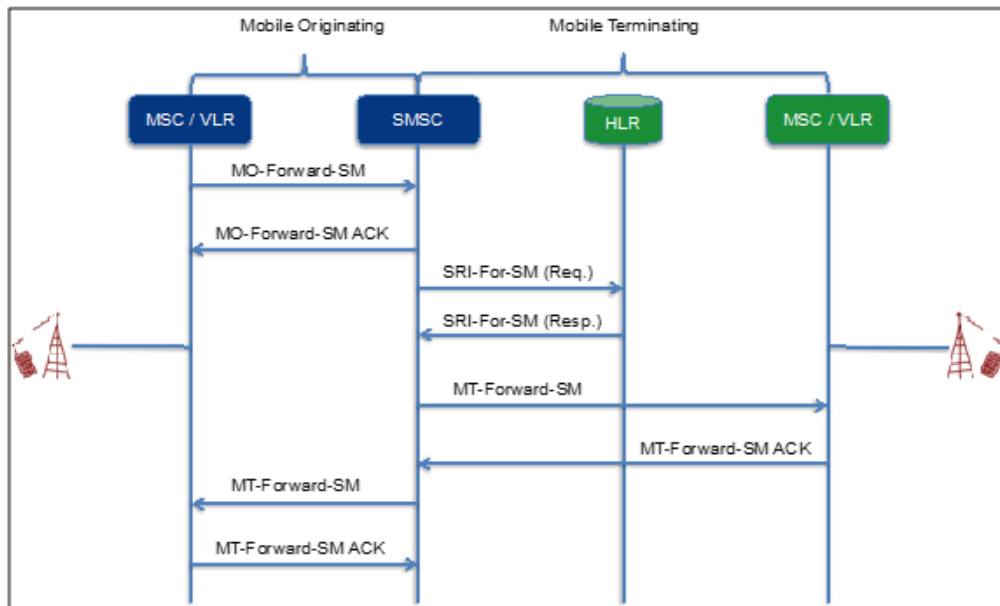 Mobile Originating
Mobile Terminating
MSC / VLR
SMSC
HLR
MSC / VLR
MO-Forward-SM
MO-Forward-SM ACK
SRI-For-SM (Req.)
SRI-For-SM (Resp.)
MT-Forward-SM
MT-Forward-SM ACK
MT-Forward-SM
MT-Forward-SM ACK